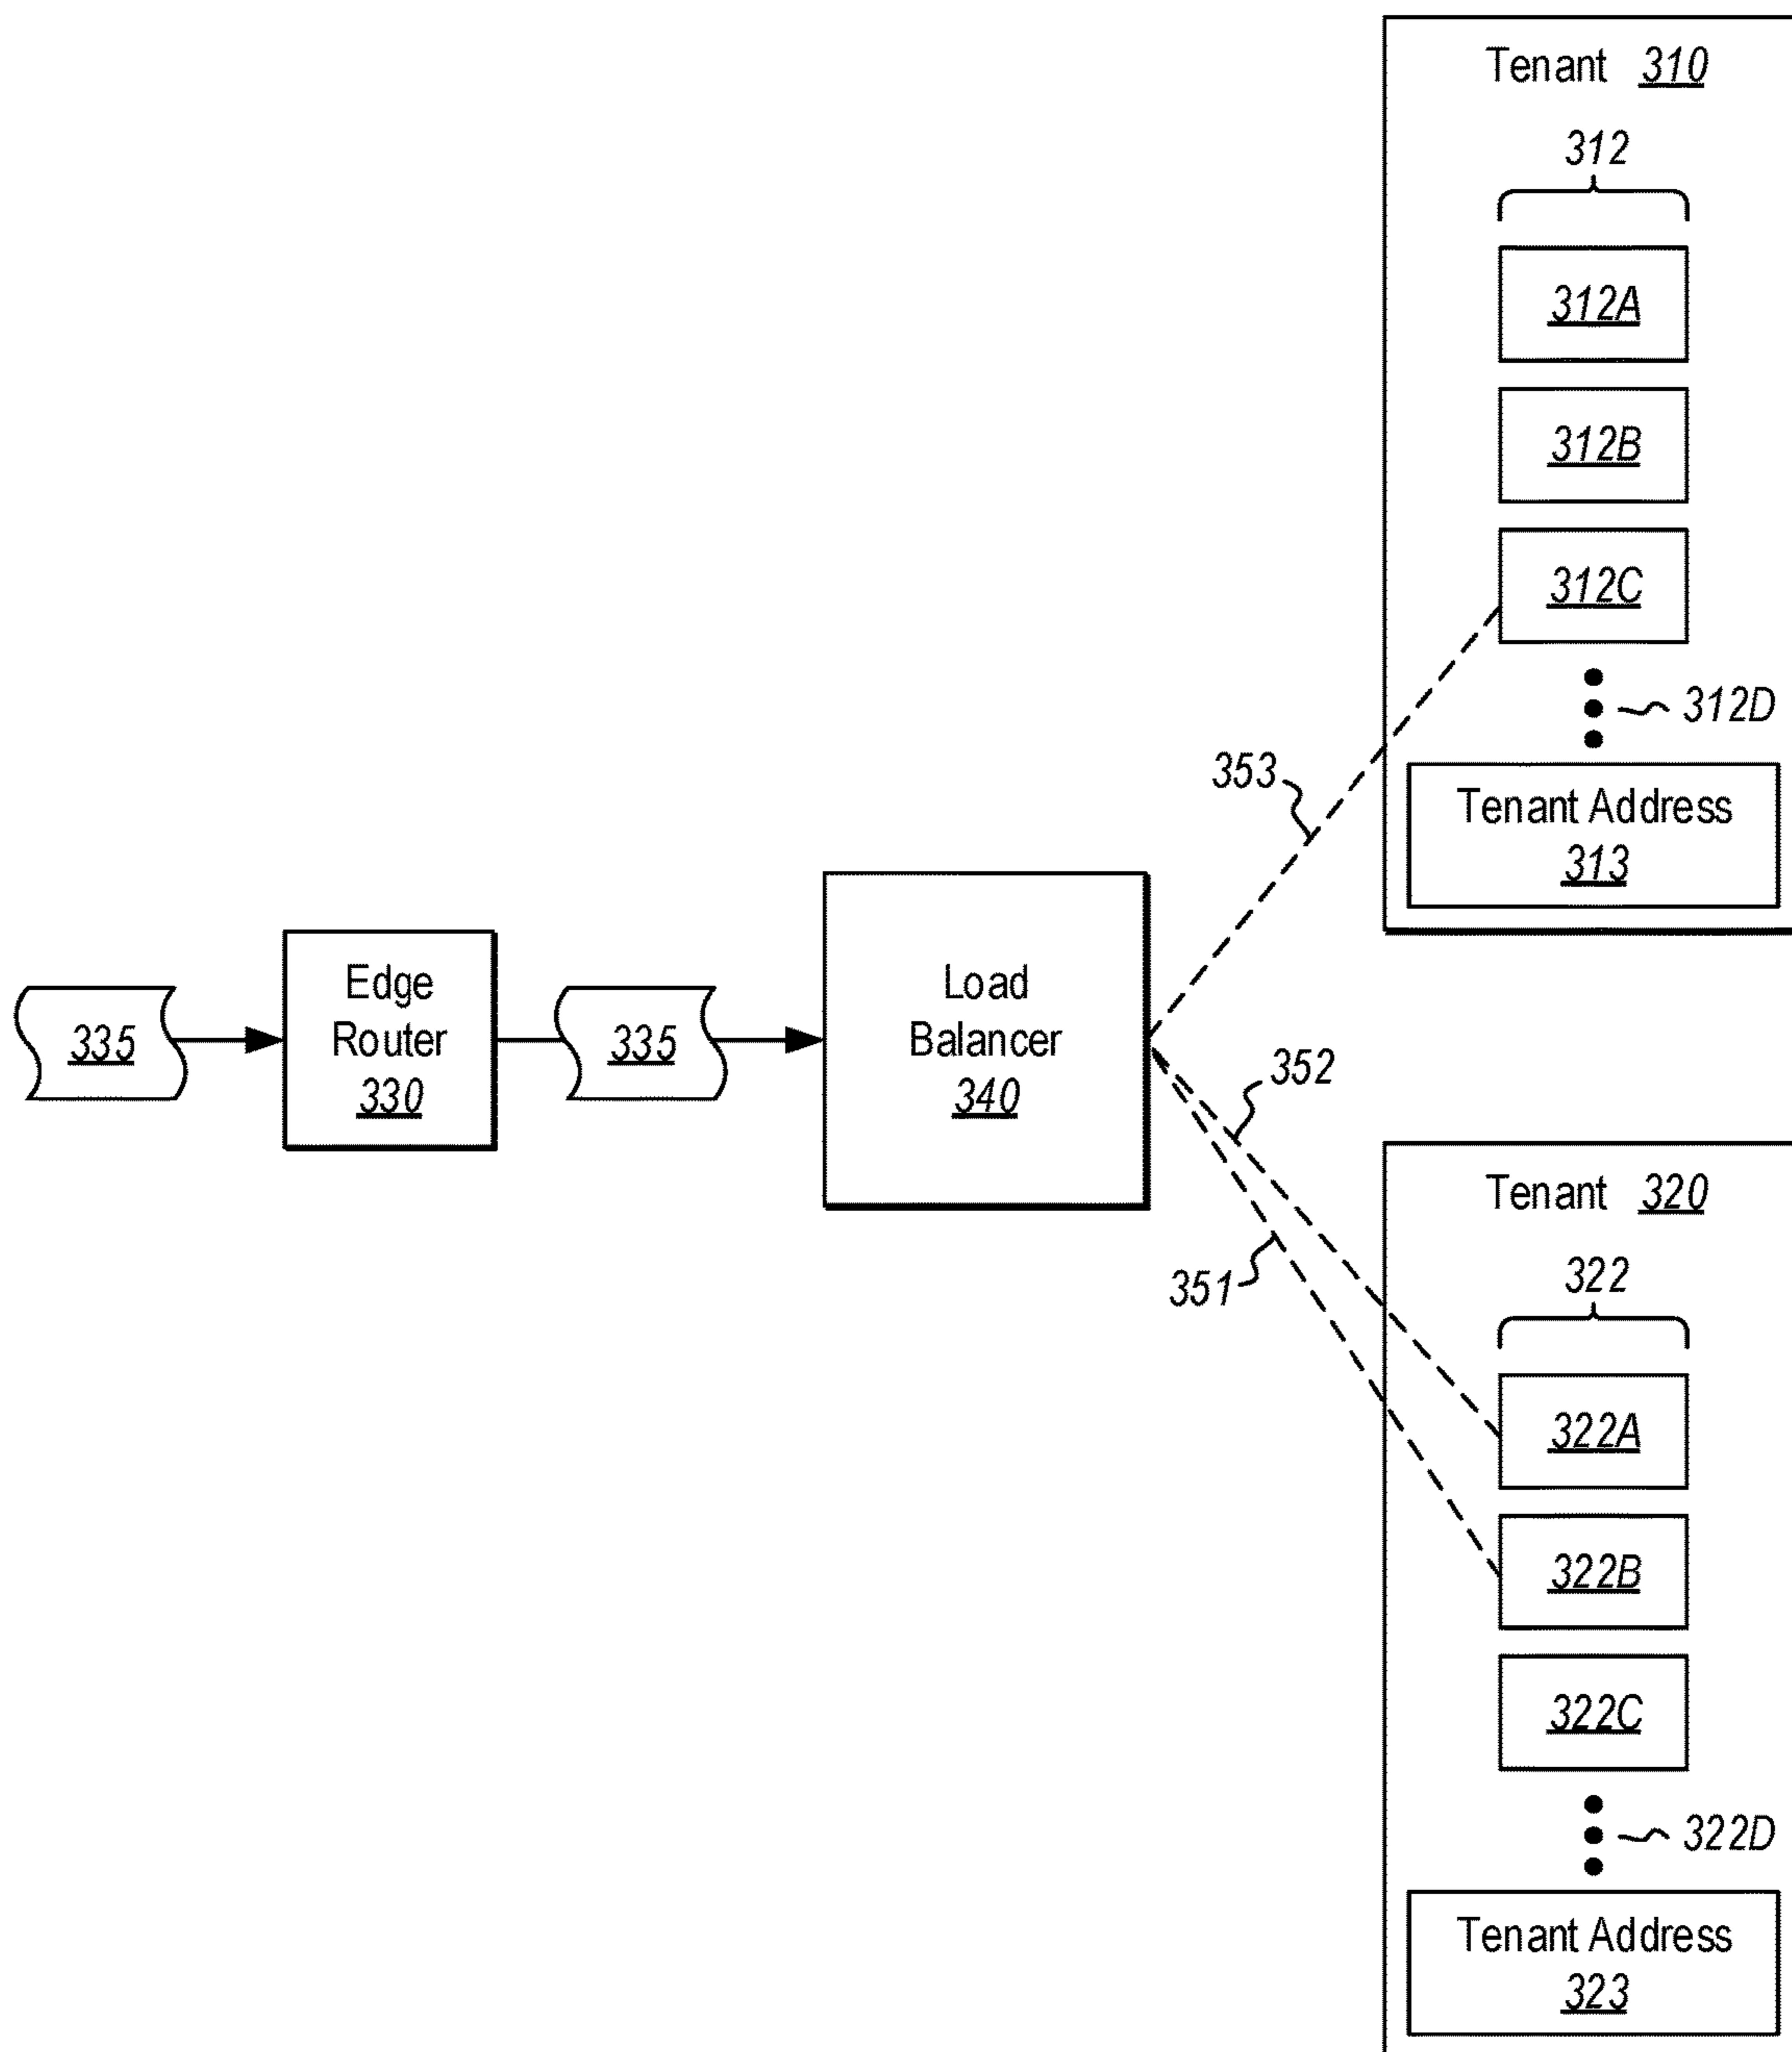 Tenant 310
312
312A
312B
312C
312D
Tenant Address
313
353
335
Edge
Router
330
335
Load
Balancer
340
352
351
Tenant 320
322
322A
322B
322C
322D
Tenant Address
323